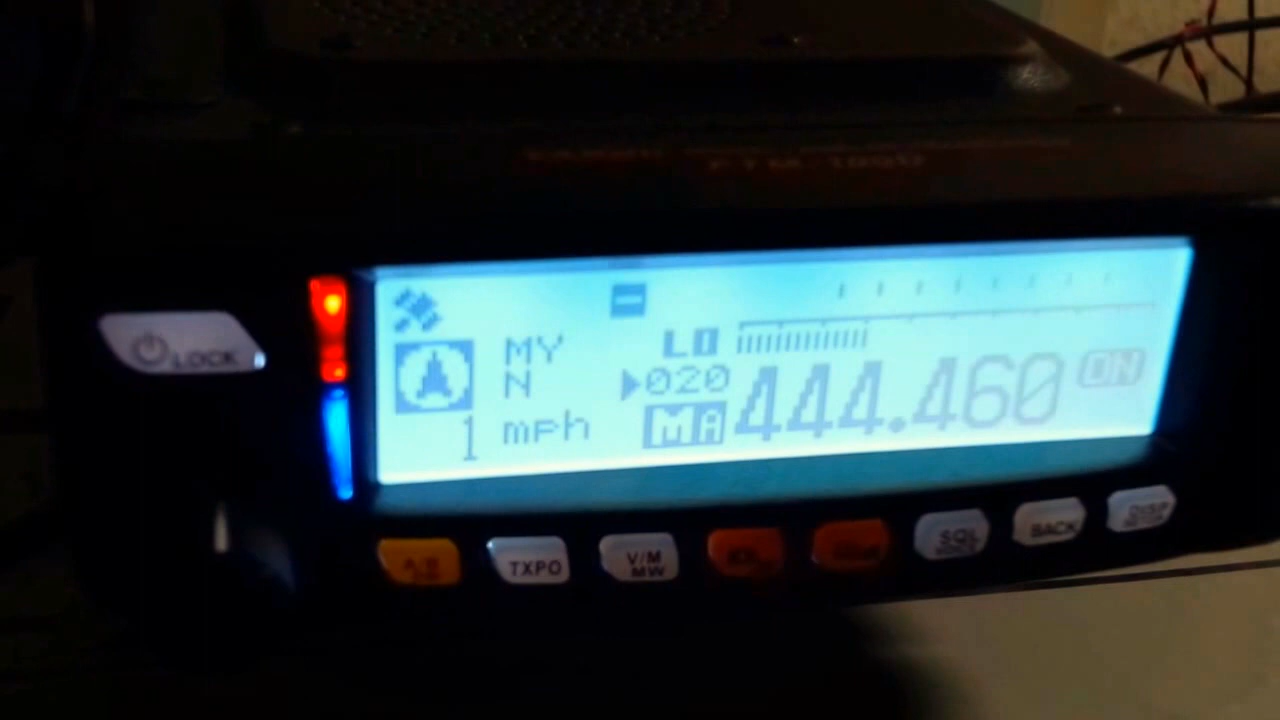 LOCK
MY
N
1 mph
LO
020
MA
444.460
ON
A/B
TXPO
V/M
MW
SQL
BACK
DISP